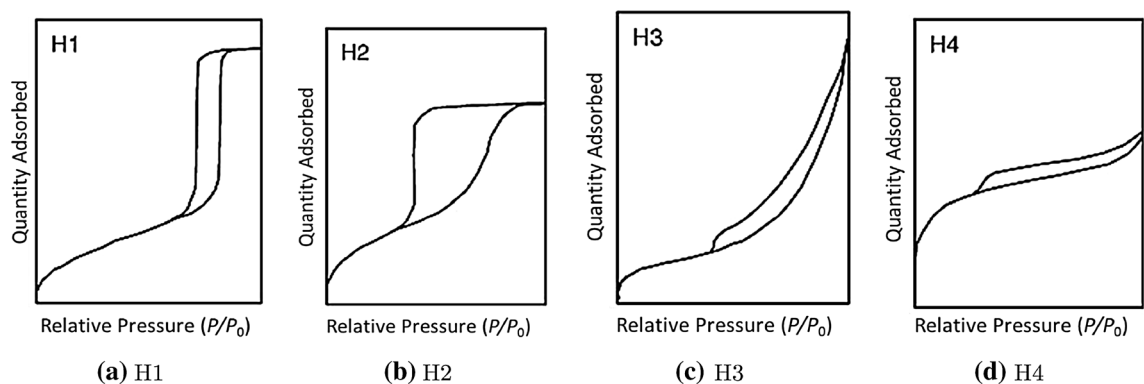 H1
Quantity Adsorbed
Relative Pressure (P/P0)
(a) H1
H2
Quantity Adsorbed
Relative Pressure (P/P0)
(b) H2
H3
Quantity Adsorbed
Relative Pressure (P/P0)
(c) H3
H4
Quantity Adsorbed
Relative Pressure (P/P0)
(d) H4